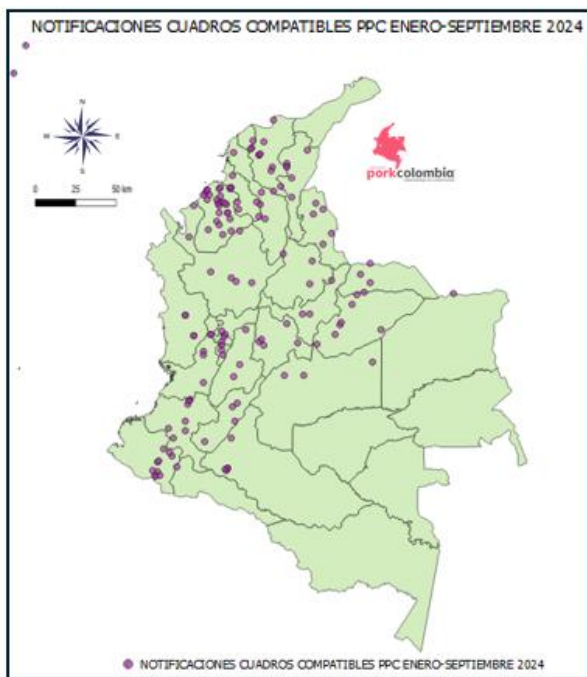 NOTIFICACIONES CUADROS COMPATIBLES PPC ENERO-SEPTIEMBRE 2024
N
W E
S
0 25 50 km
porkcolombia
NOTIFICACIONES CUADROS COMPATIBLES PPC ENERO-SEPTIEMBRE 2024